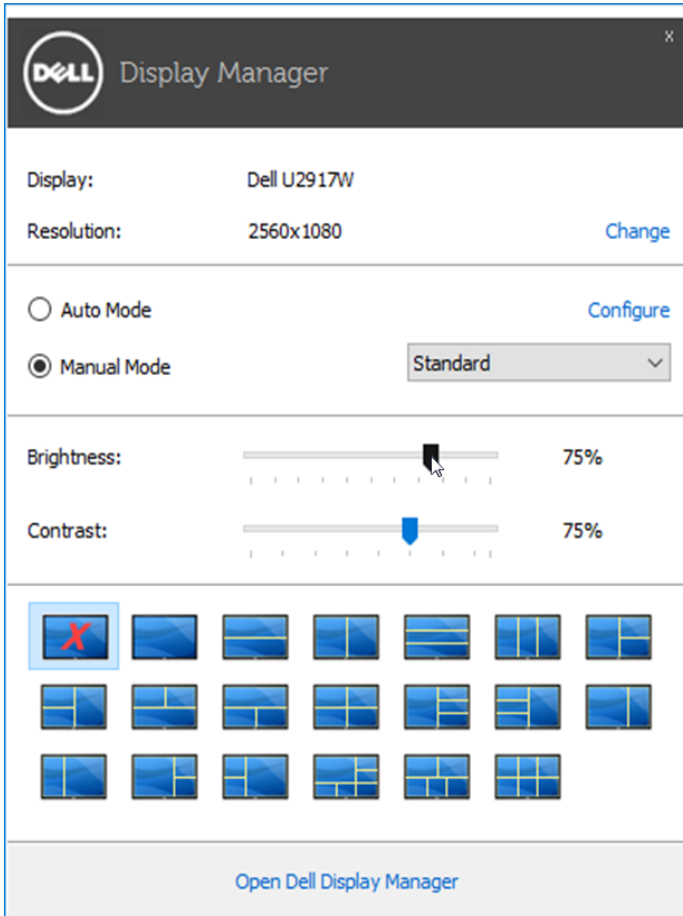 DELL Display Manager x
Display: Dell U2917W
Resolution: 2560x1080 Change
Auto Mode Configure
Manual Mode Standard
Brightness: 75%
Contrast: 75%
X
Open Dell Display Manager